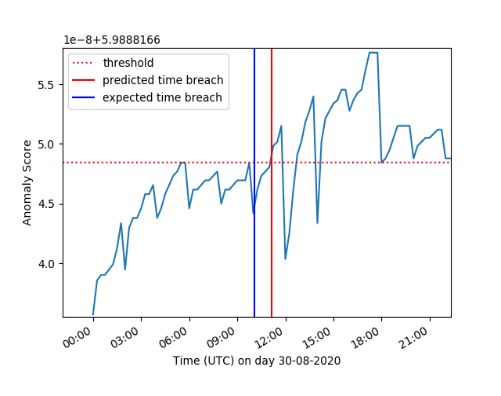 1e-8+5.9888166
threshold
predicted time breach
expected time breach
5.5
5.0
4.5
4.0
Anomaly Score
00:00
03:00
06:00
09:00
12:00
15:00
18:00
21:00
Time (UTC) on day 30-08-2020